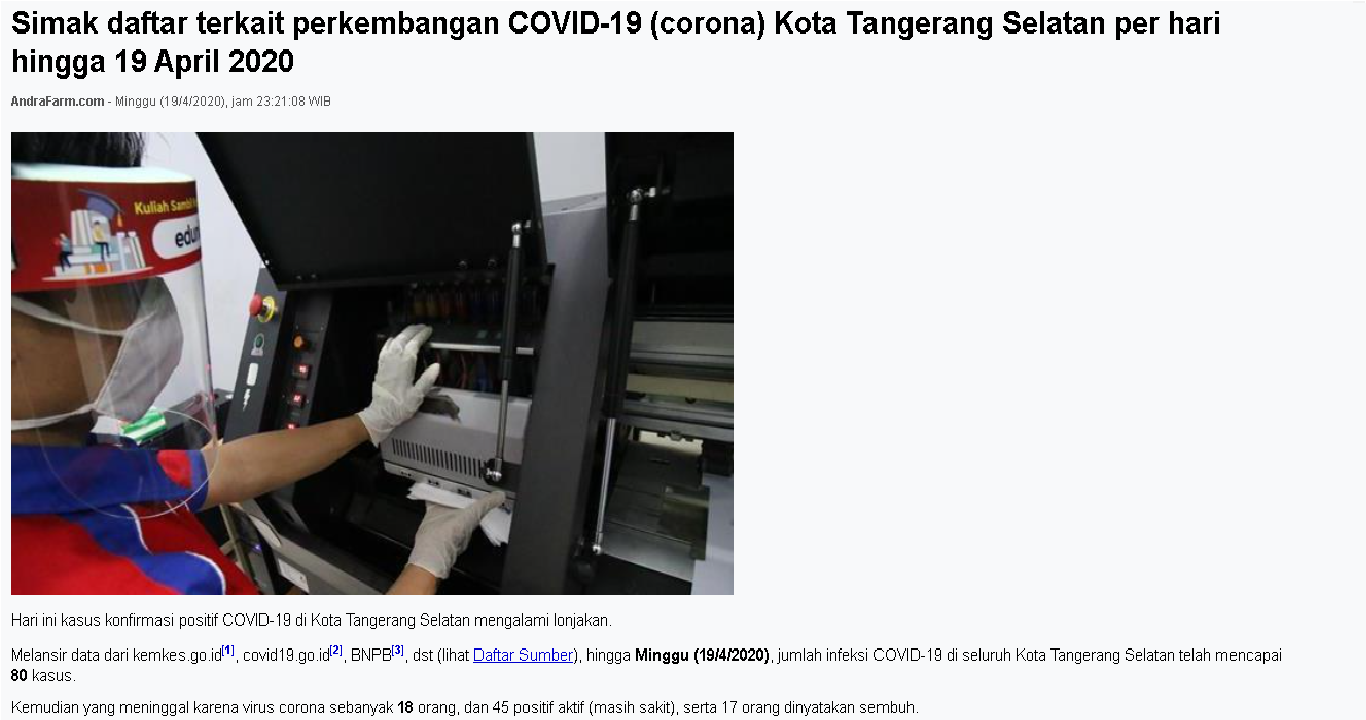 Simak daftar terkait perkembangan COVID-19 (corona) Kota Tangerang Selatan per hari
hingga 19 April 2020
AndraFarm.com - Minggu (19/4/2020), jam 23:21:08 WIB
Kuliah Sambil
Hari ini kasus konfirmasi positif COVID-19 di Kota Tangerang Selatan mengalami lonjakan.
Melansir data dari kemkes.go.id[1], covid19.go.id[2], BNPB[3], dst (lihat Daftar Sumber), hingga Minggu (19/4/2020), jumlah infeksi COVID-19 di seluruh Kota Tangerang Selatan telah mencapai
80 kasus.
Kemudian yang meninggal karena virus corona sebanyak 18 orang, dan 45 positif aktif (masih sakit), serta 17 orang dinyatakan sembuh.